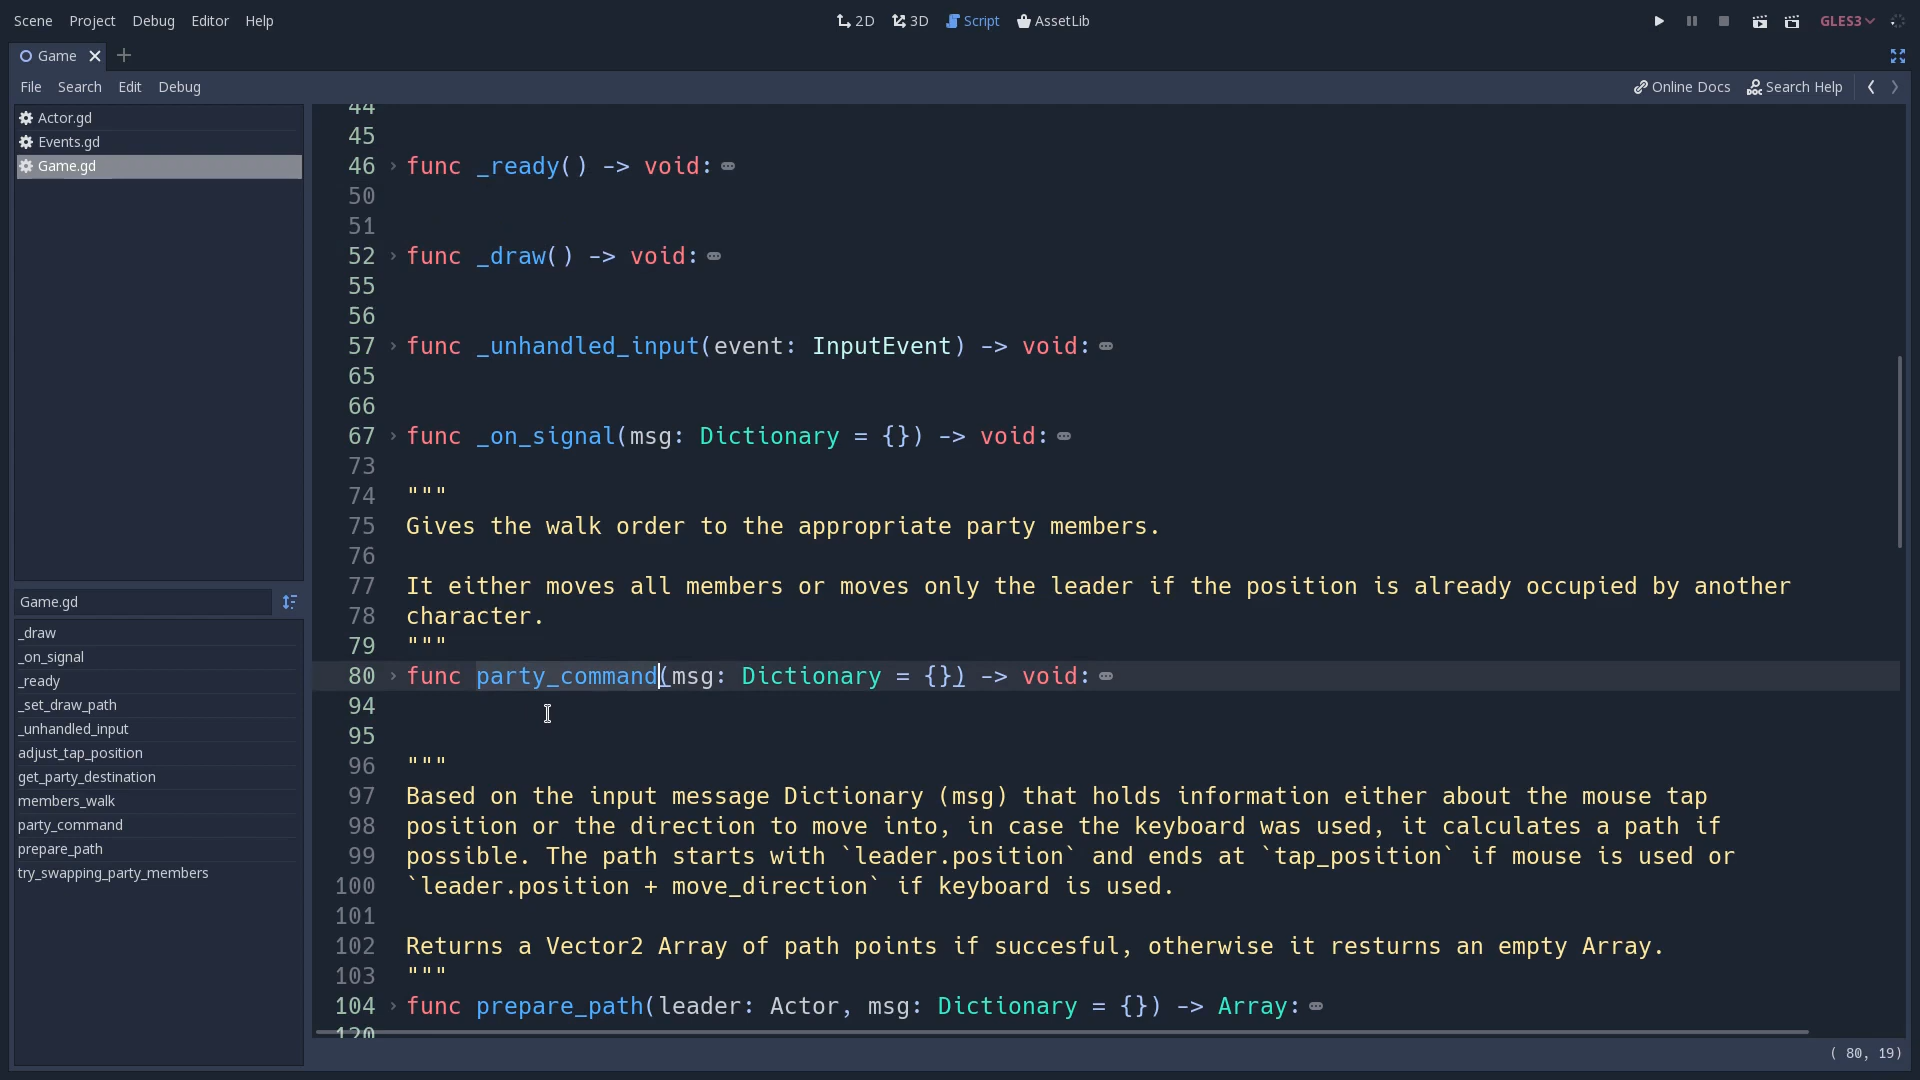 Scene Project Debug Editor Help 2D 3D Script AssetLib GLES3
Game
File Search Edit Debug Online Docs Search Help
Actor.gd
Events.gd
Game.gd
Game.gd
_draw
_on_signal
_ready
_set_draw_path
_unhandled_input
adjust_tap_position
get_party_destination
members_walk
party_command
prepare_path
try_swapping_party_members
44
45
46 func _ready() -> void:
50
51
52 func _draw() -> void:
55
56
57 func _unhandled_input(event: InputEvent) -> void:
65
66
67 func _on_signal(msg: Dictionary = {}) -> void:
73
74 """
75 Gives the walk order to the appropriate party members.
76
77 It either moves all members or moves only the leader if the position is already occupied by another
78 character.
79 """
80 func party_command(msg: Dictionary = {}) -> void:
94
95
96 """
97 Based on the input message Dictionary (msg) that holds information either about the mouse tap
98 position or the direction to move into, in case the keyboard was used, it calculates a path if
99 possible. The path starts with `leader.position` and ends at `tap_position` if mouse is used or
100 `leader.position + move_direction` if keyboard is used.
101
102 Returns a Vector2 Array of path points if succesful, otherwise it resturns an empty Array.
103 """
104 func prepare_path(leader: Actor, msg: Dictionary = {}) -> Array:
120
( 80, 19)